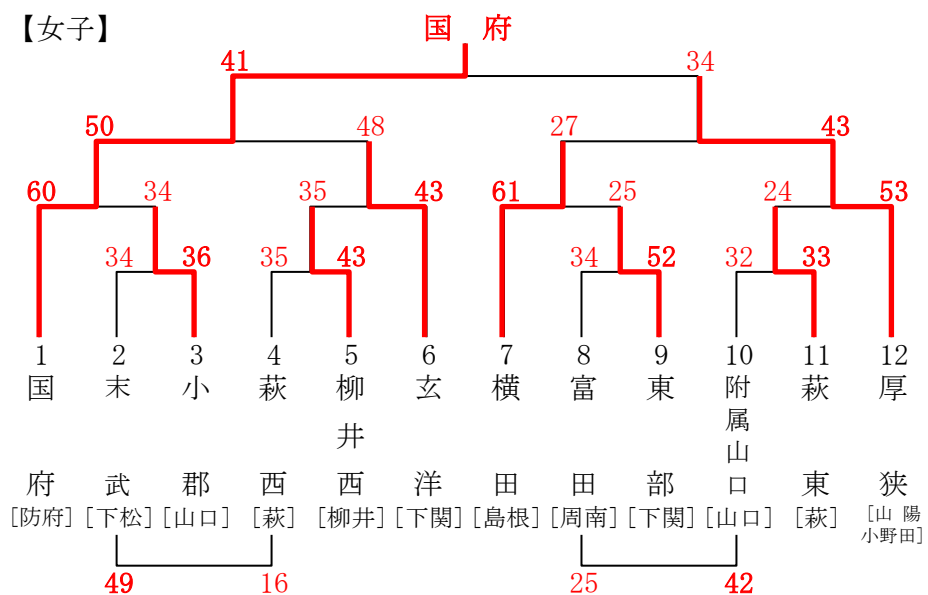 【女子】
国 府
41 34
50 48 27 43
60 34 35 43 61 25 24 53
34 36 35 43 34 52 32 33
1 2 3 4 5 6 7 8 9 10 11 12
国府 末武 小郡 萩西 柳井西 玄洋 横田 富田 東部 附属山口 萩東 厚狭
[防府] [下松] [山口] [萩] [柳井] [下関] [島根] [周南] [下関] [山口] [萩] [山陽
小野田]
49 16 25 42